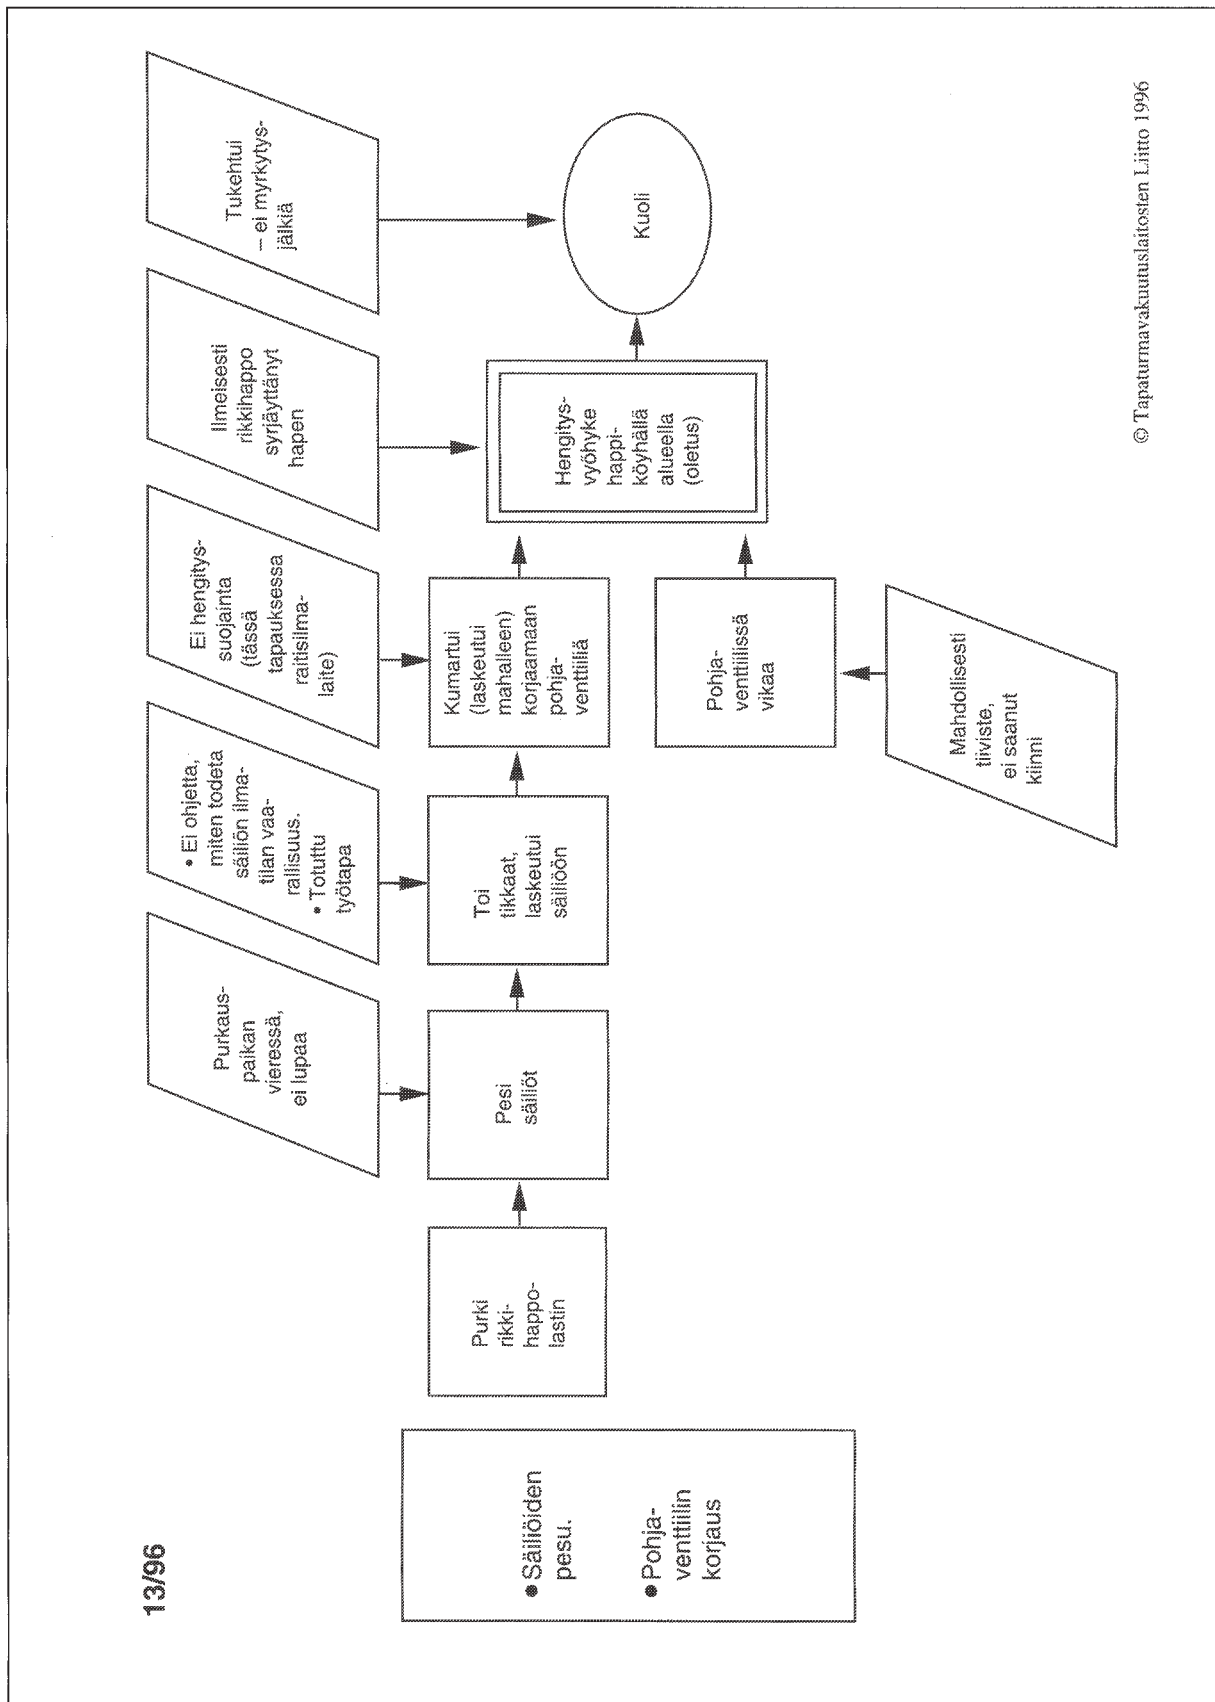 13/96
• Säiliöiden
pesu.
• Pohja-
venttiilin
korjaus
Purki
rikki-
happo-
lastin
Purkaus-
paikan
vieressä,
ei lupaa
Pesi
säiliöt
• Ei ohjetta,
miten todeta
säiliön ilma-
tilan vaa-
rallisuus.
• Totuttu
työtapa
Toi
tikkaat,
laskeutui
säiliöön
Ei hengitys-
suojainta
(tässä
tapauksessa
raitisilma-
laite)
Kumartui
(laskeutui
mahalleen)
korjaamaan
pohja-
venttiiliä
Pohja-
venttiilissä
vikaa
Mahdollisesti
tiiviste,
ei saanut
kiinni
Ilmeisesti
rikkihappo
syrjäyttänyt
hapen
Hengitys-
vyöhyke
happi-
köyhällä
alueella
(oletus)
Tukehtui
– ei myrkytys-
jälkiä
Kuoli
© Tapaturmavakuutuslaitosten Liitto 1996